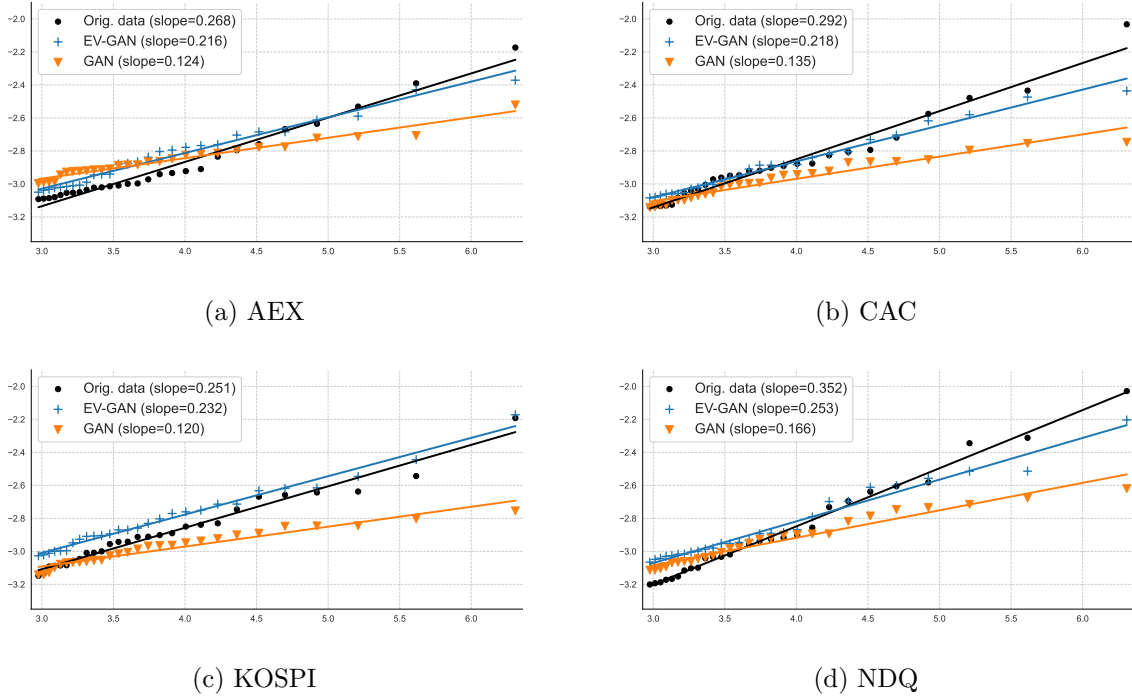 Orig. data (slope=0.268)
EV-GAN (slope=0.216)
GAN (slope=0.124)
−2.0
−2.2
−2.4
−2.6
−2.8
−3.0
−3.2
3.0 3.5 4.0 4.5 5.0 5.5 6.0
(a) AEX
Orig. data (slope=0.292)
EV-GAN (slope=0.218)
GAN (slope=0.135)
−2.0
−2.2
−2.4
−2.6
−2.8
−3.0
−3.2
3.0 3.5 4.0 4.5 5.0 5.5 6.0
(b) CAC
Orig. data (slope=0.251)
EV-GAN (slope=0.232)
GAN (slope=0.120)
−2.0
−2.2
−2.4
−2.6
−2.8
−3.0
−3.2
3.0 3.5 4.0 4.5 5.0 5.5 6.0
(c) KOSPI
Orig. data (slope=0.352)
EV-GAN (slope=0.253)
GAN (slope=0.166)
−2.0
−2.2
−2.4
−2.6
−2.8
−3.0
−3.2
3.0 3.5 4.0 4.5 5.0 5.5 6.0
(d) NDQ